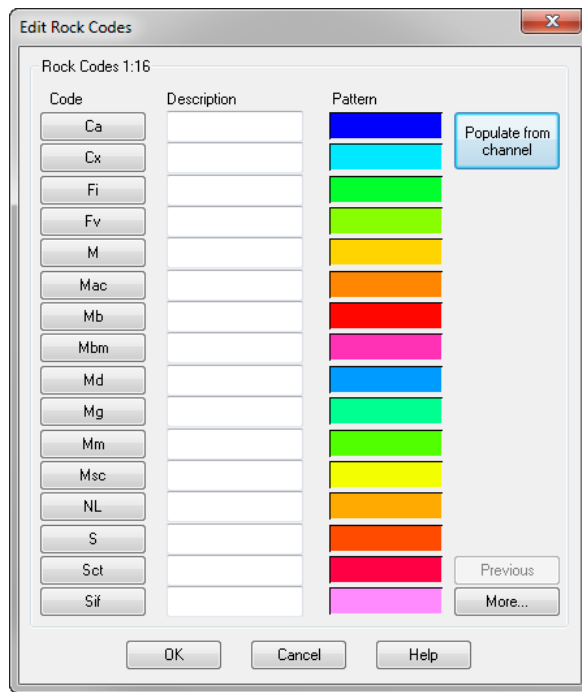 Edit Rock Codes
Rock Codes 1:16
Code Description Pattern
Ca
Populate from
channel
Cx
Fi
Fv
M
Mac
Mb
Mbm
Md
Mg
Mm
Msc
NL
S
Sct Previous
Sif More...
OK Cancel Help